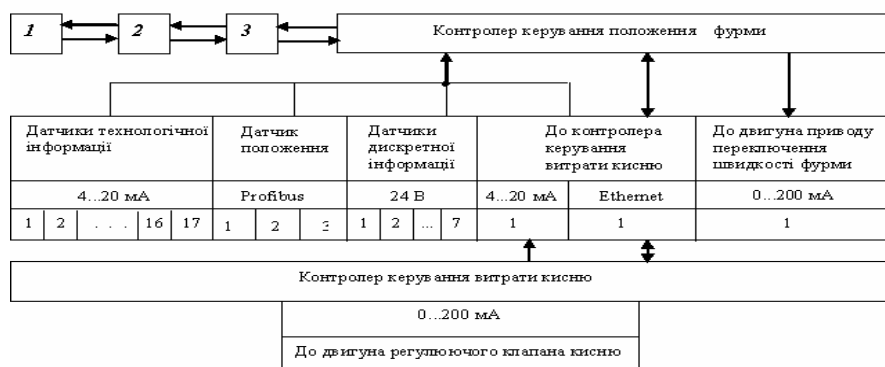 1 2 3 Контролер керування положення фурми
Датчики технологічної інформації
Датчик положення
Датчики дискретної інформації
До контролера керування витрати кисню
До двигуна приводу переключення швидкості фурми
4...20 мА Profibus 24 В 4...20 мА Ethernet 0...200 мА
1 2 . . . 16 17 1 2 3 1 2 ... 7 1 1 1
Контролер керування витрати кисню
0...200 мА
До двигуна регулюючого клапана кисню